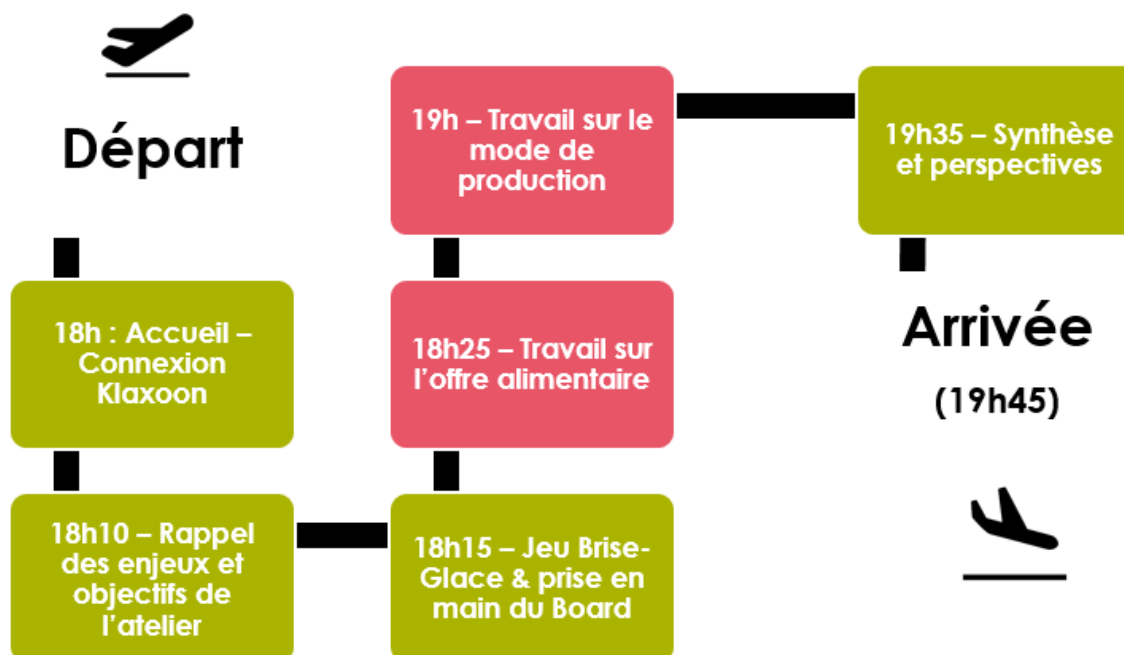 Départ
18h : Accueil –
Connexion
Klaxoon
18h10 – Rappel
des enjeux et
objectifs de
l'atelier
18h15 – Jeu Brise-
Glace & prise en
main du Board
18h25 – Travail sur
l'offre alimentaire
19h – Travail sur le
mode de
production
19h35 – Synthèse
et perspectives
Arrivée
(19h45)